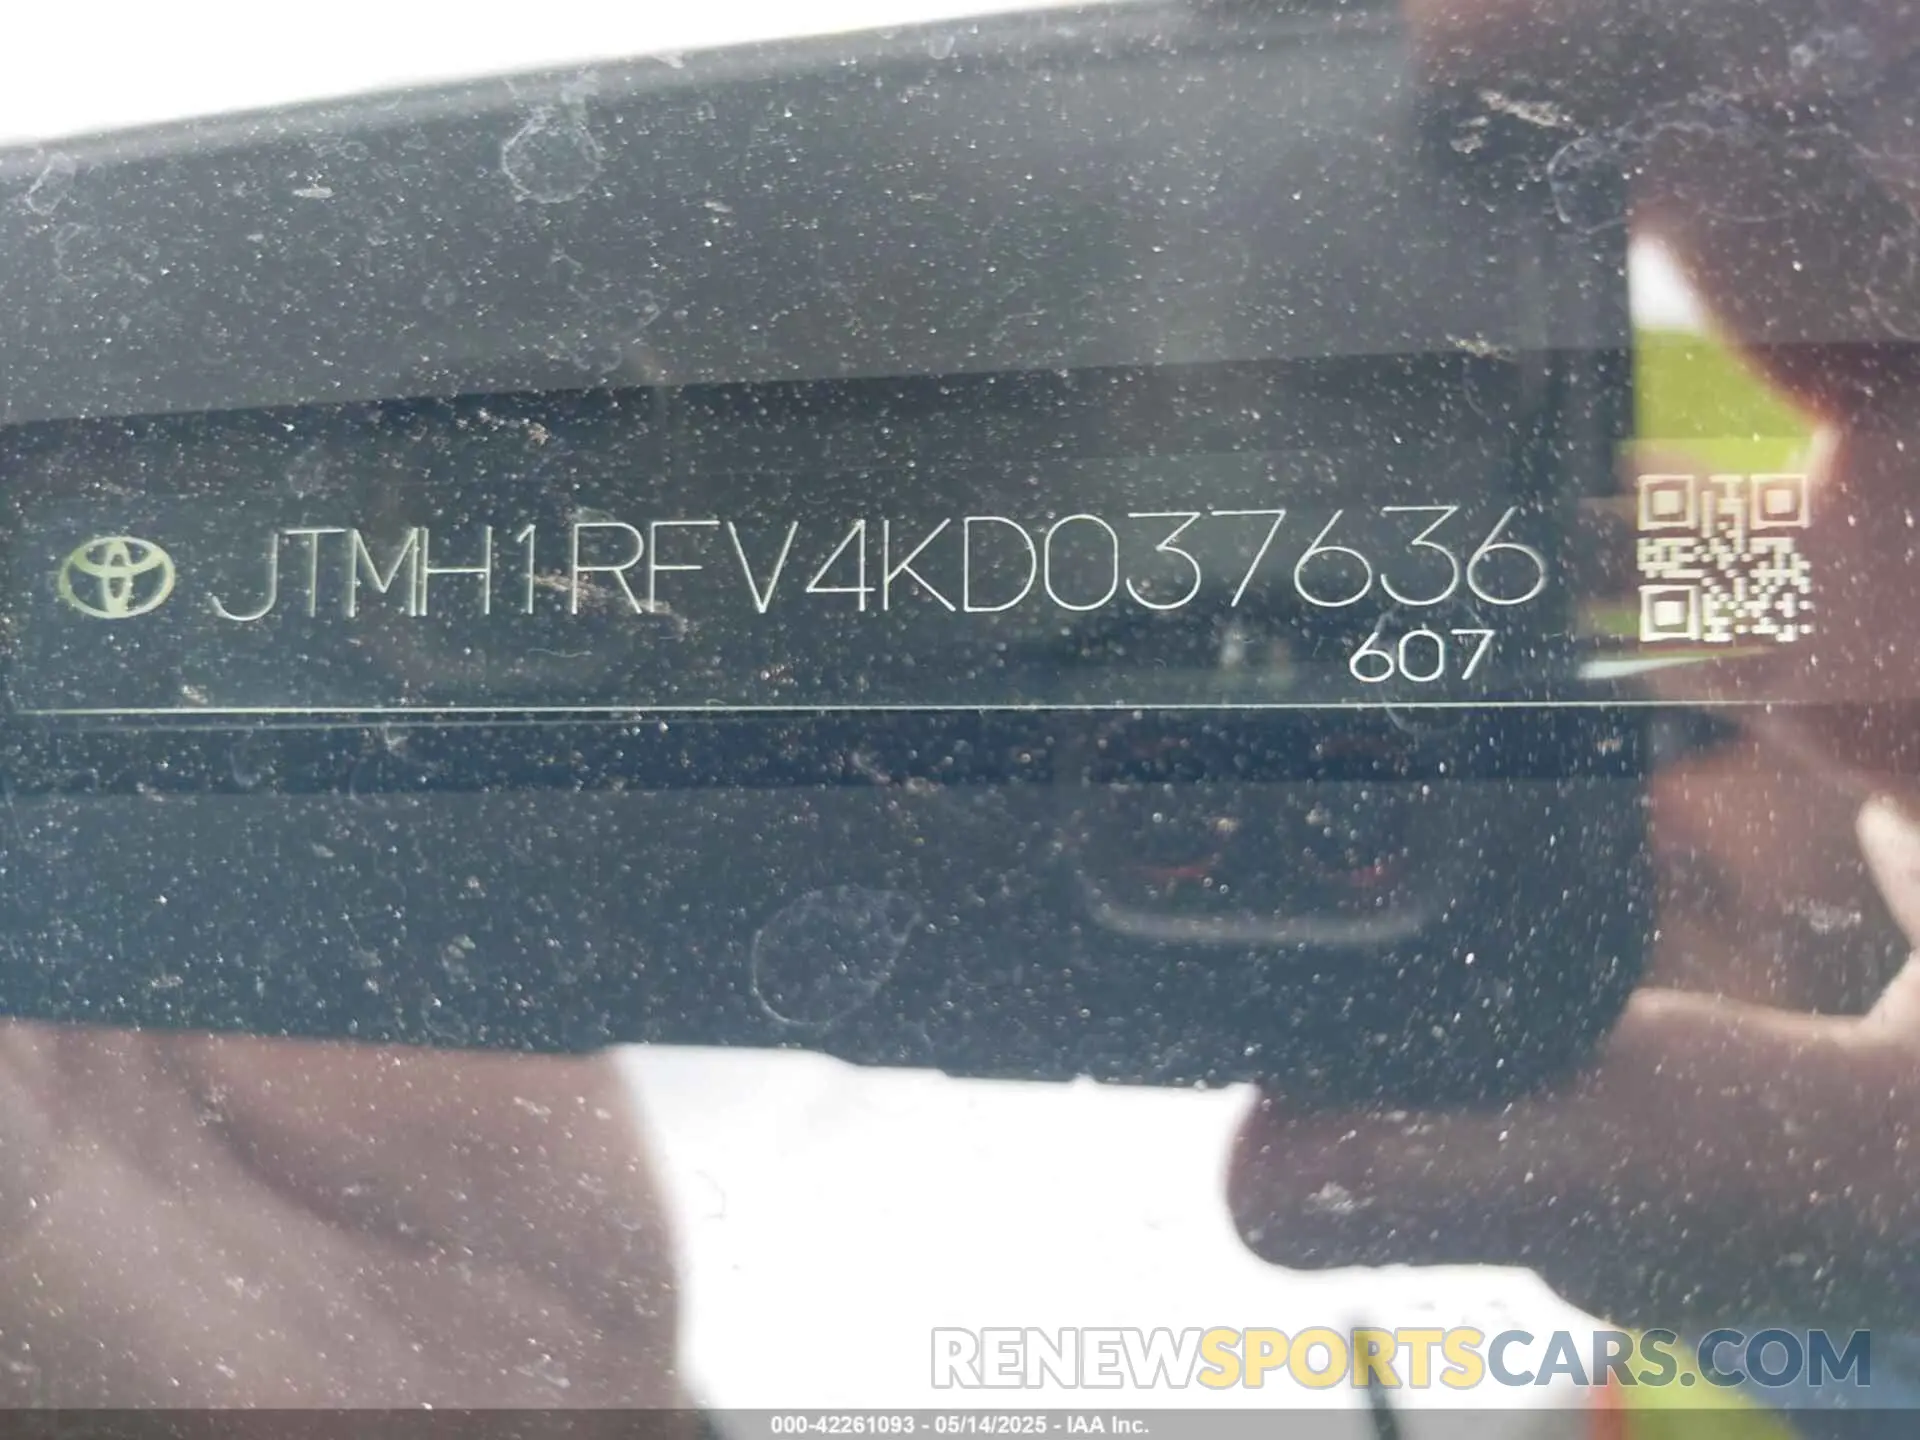 JTMH1RFV4KD037636
607
RENEWSPORTSCARS.COM
000-42261093 - 05/14/2025 - IAA Inc.